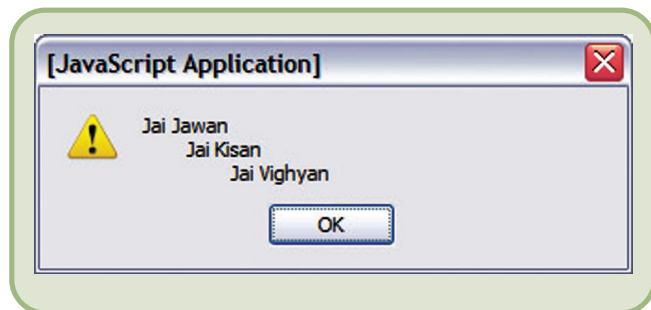 [JavaScript Application]
Jai Jawan
Jai Kisan
Jai Vighyan
OK